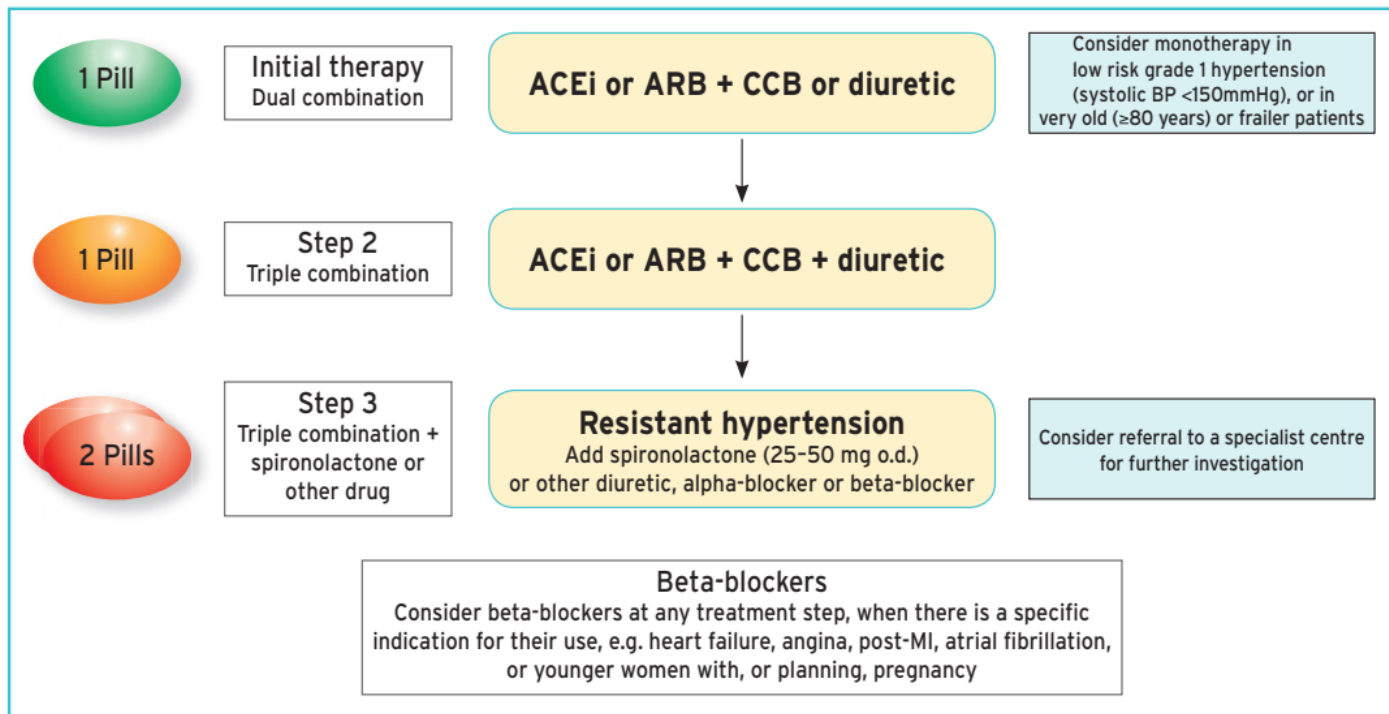 1 Pill
Initial therapy
Dual combination
ACEi or ARB + CCB or diuretic
Consider monotherapy in
low risk grade 1 hypertension
(systolic BP <150mmHg), or in
very old (≥80 years) or frailer patients
1 Pill
Step 2
Triple combination
ACEi or ARB + CCB + diuretic
2 Pills
Step 3
Triple combination +
spironolactone or
other drug
Resistant hypertension
Add spironolactone (25–50 mg o.d.)
or other diuretic, alpha-blocker or beta-blocker
Consider referral to a specialist centre
for further investigation
Beta-blockers
Consider beta-blockers at any treatment step, when there is a specific
indication for their use, e.g. heart failure, angina, post-MI, atrial fibrillation,
or younger women with, or planning, pregnancy